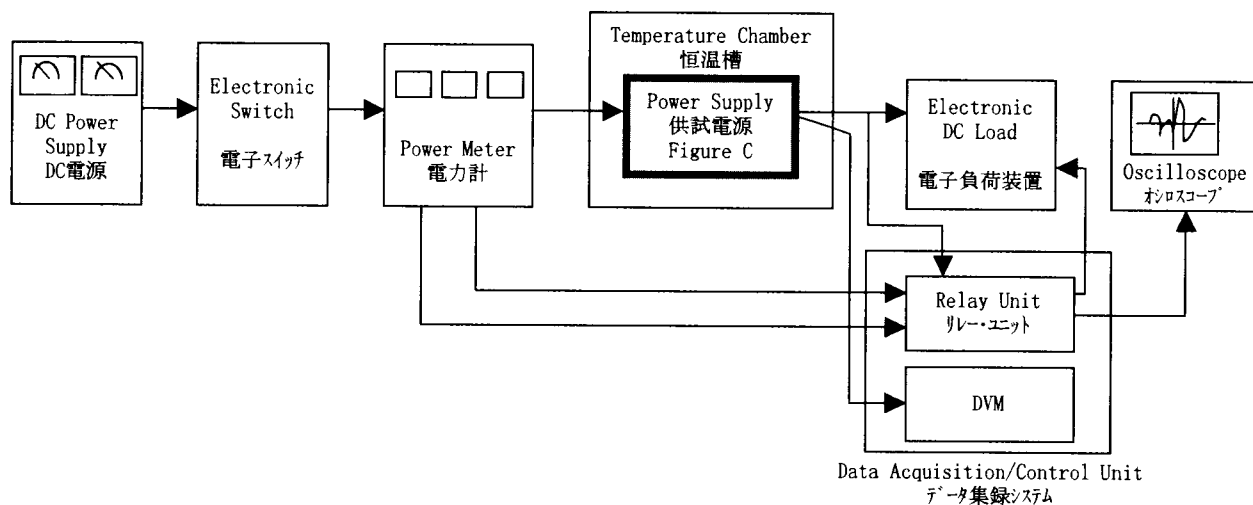 DC Power
Supply
DC電源
Electronic
Switch
電子スイッチ
Power Meter
電力計
Temperature Chamber
恒温槽
Power Supply
供試電源
Figure C
Electronic
DC Load
電子負荷装置
Oscilloscope
オシロスコープ
Relay Unit
リレー・ユニット
DVM
Data Acquisition/Control Unit
データ集録システム